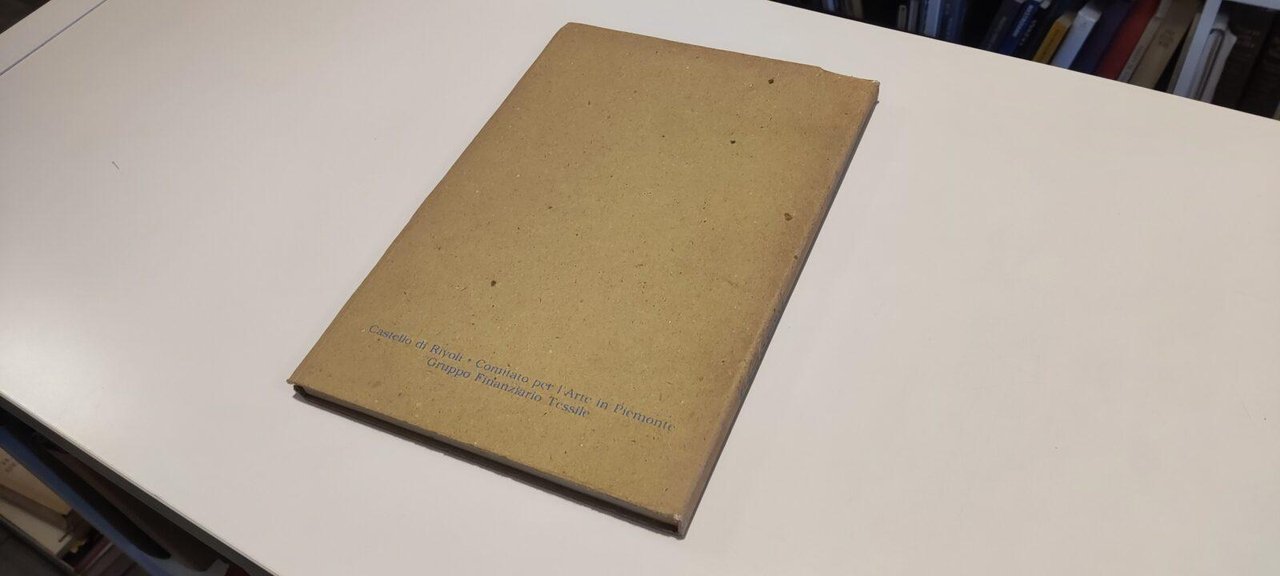 Castello di Rivoli • Comitato per l'Arte in Piemonte
Gruppo Finanziario Tessile